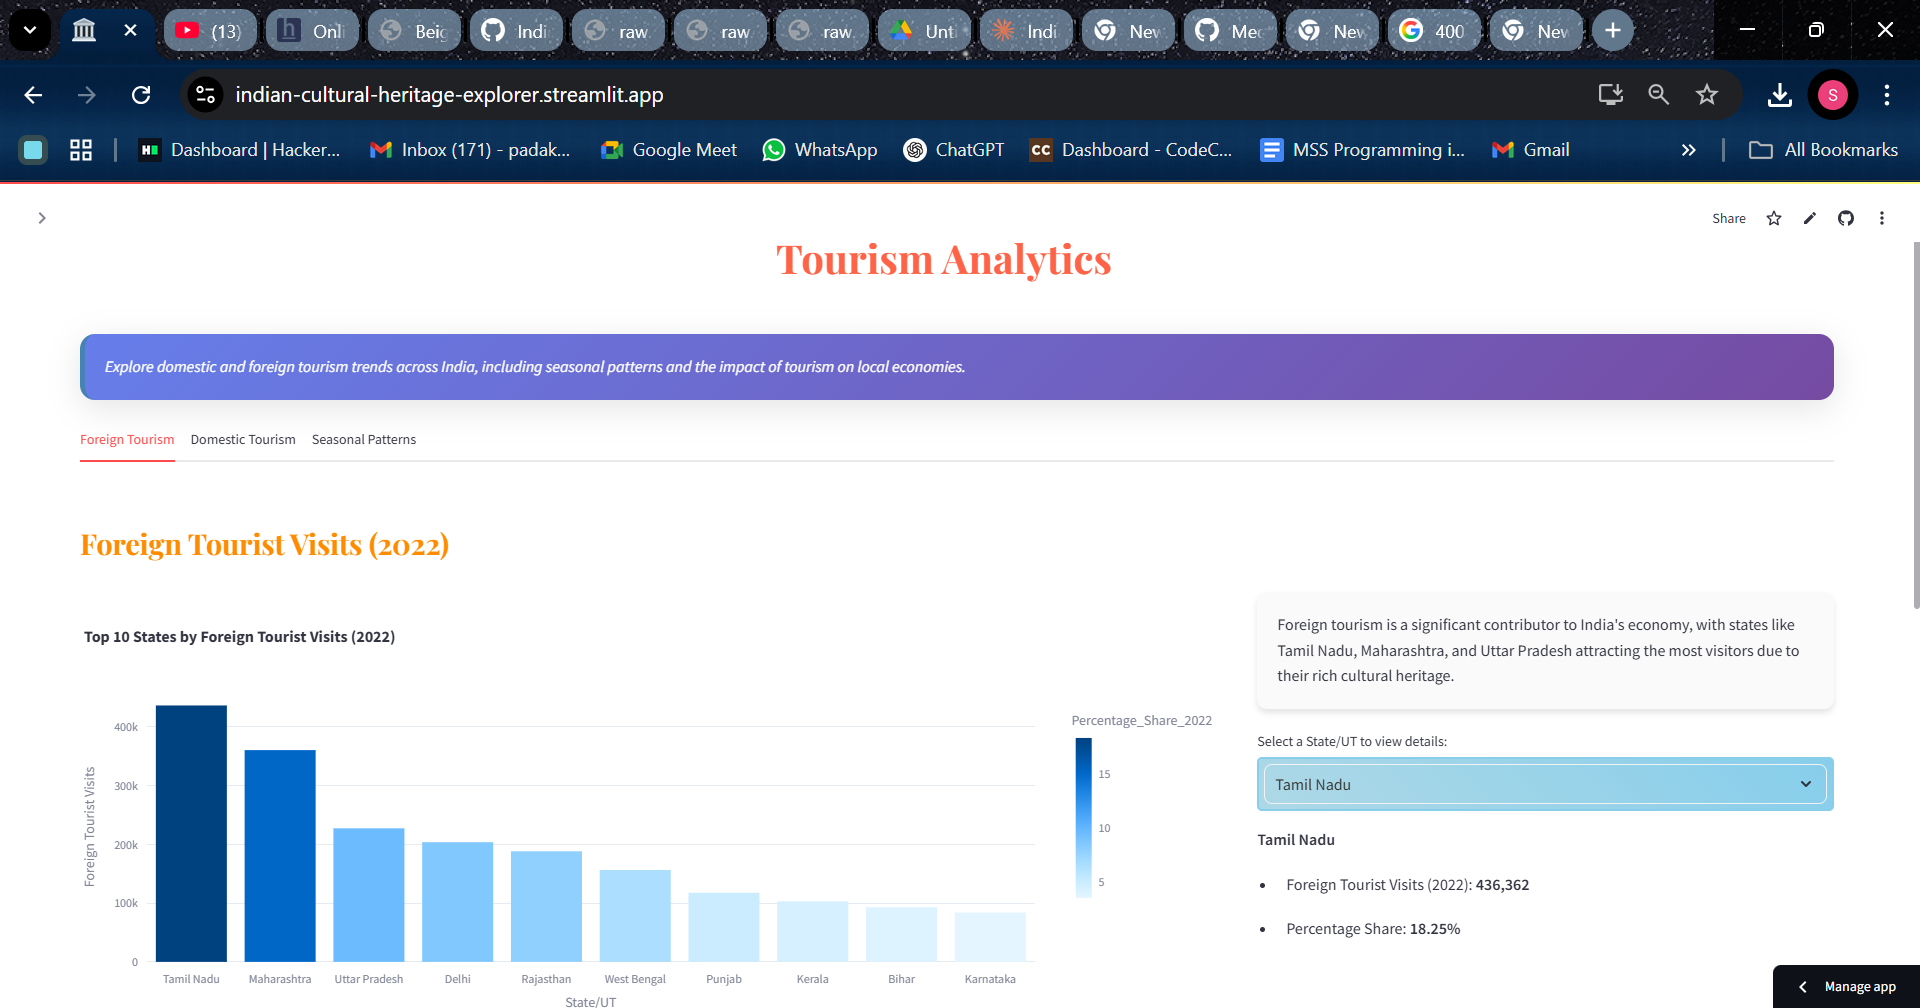 (13)
Onl
Beig
Indi
raw
raw
raw
Unt
Indi
Nev
Mec
Nev
400
Nev
indian-cultural-heritage-explorer.streamlit.app
S
Dashboard | Hacker...
Inbox (171) - padak...
Google Meet
WhatsApp
ChatGPT
CC
Dashboard - CodeC...
MSS Programming i...
Gmail
All Bookmarks
Share
Tourism Analytics
Explore domestic and foreign tourism trends across India, including seasonal patterns and the impact of tourism on local economies.
Foreign Tourism Domestic Tourism Seasonal Patterns
Foreign Tourist Visits (2022)
Top 10 States by Foreign Tourist Visits (2022)
Foreign Tourist Visits
400k
300k
200k
100k
0
Tamil Nadu Maharashtra Uttar Pradesh Delhi Rajasthan West Bengal Punjab Kerala Bihar Karnataka
State/UT
Percentage_Share_2022
15
10
5
Foreign tourism is a significant contributor to India's economy, with states like
Tamil Nadu, Maharashtra, and Uttar Pradesh attracting the most visitors due to
their rich cultural heritage.
Select a State/UT to view details:
Tamil Nadu
Tamil Nadu
Foreign Tourist Visits (2022): 436,362
Percentage Share: 18.25%
Manage app